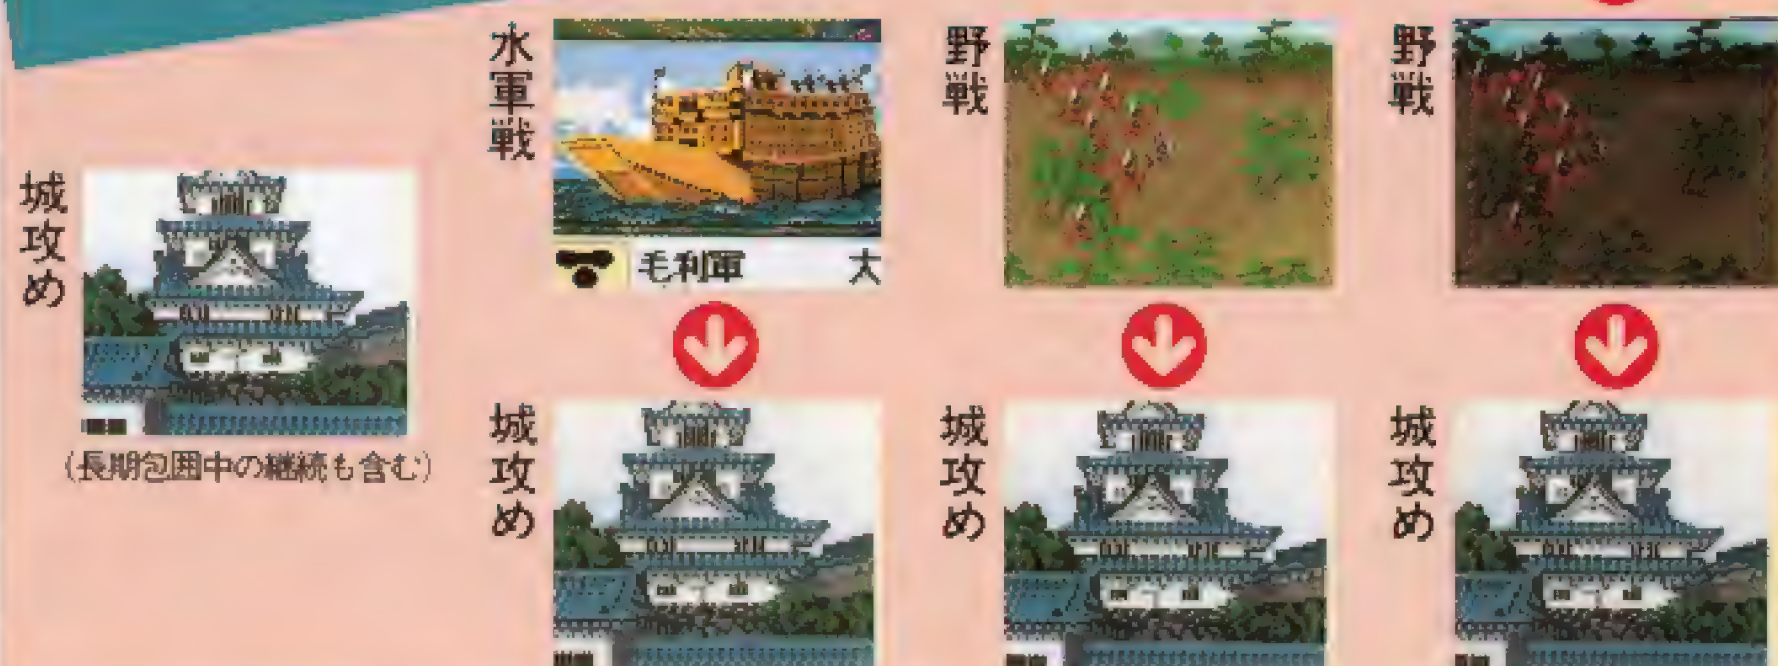 城攻め
(長期包囲中の継続も含む)
水軍戦
毛利軍 大
城攻め
野戦
城攻め
野戦
城攻め